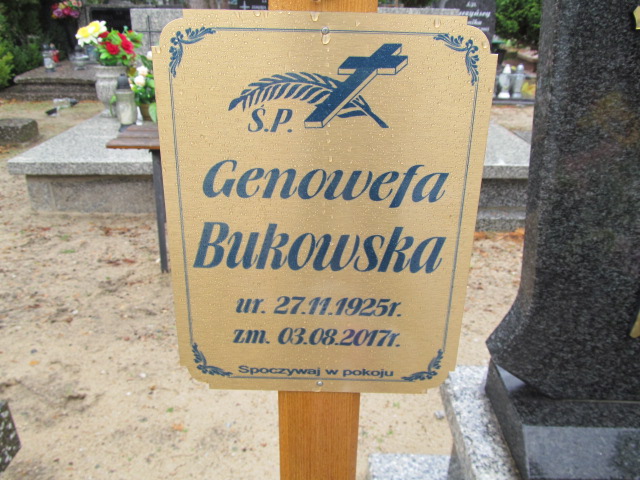 Ś.P.
Genowefa
Bukowska
ur. 27.11.1925r.
zm. 03.08.2017r.
Spoczywaj w pokoju